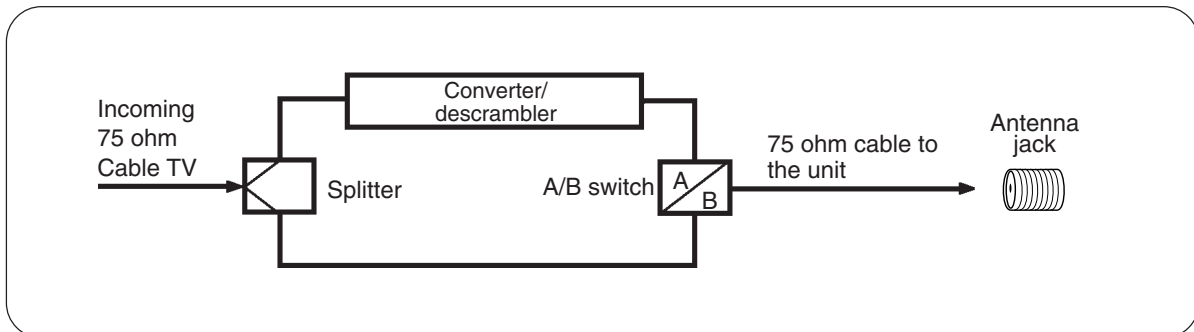 Incoming
75 ohm
Cable TV
Splitter
Converter/
descrambler
A/B switch
A
B
75 ohm cable to
the unit
Antenna
jack